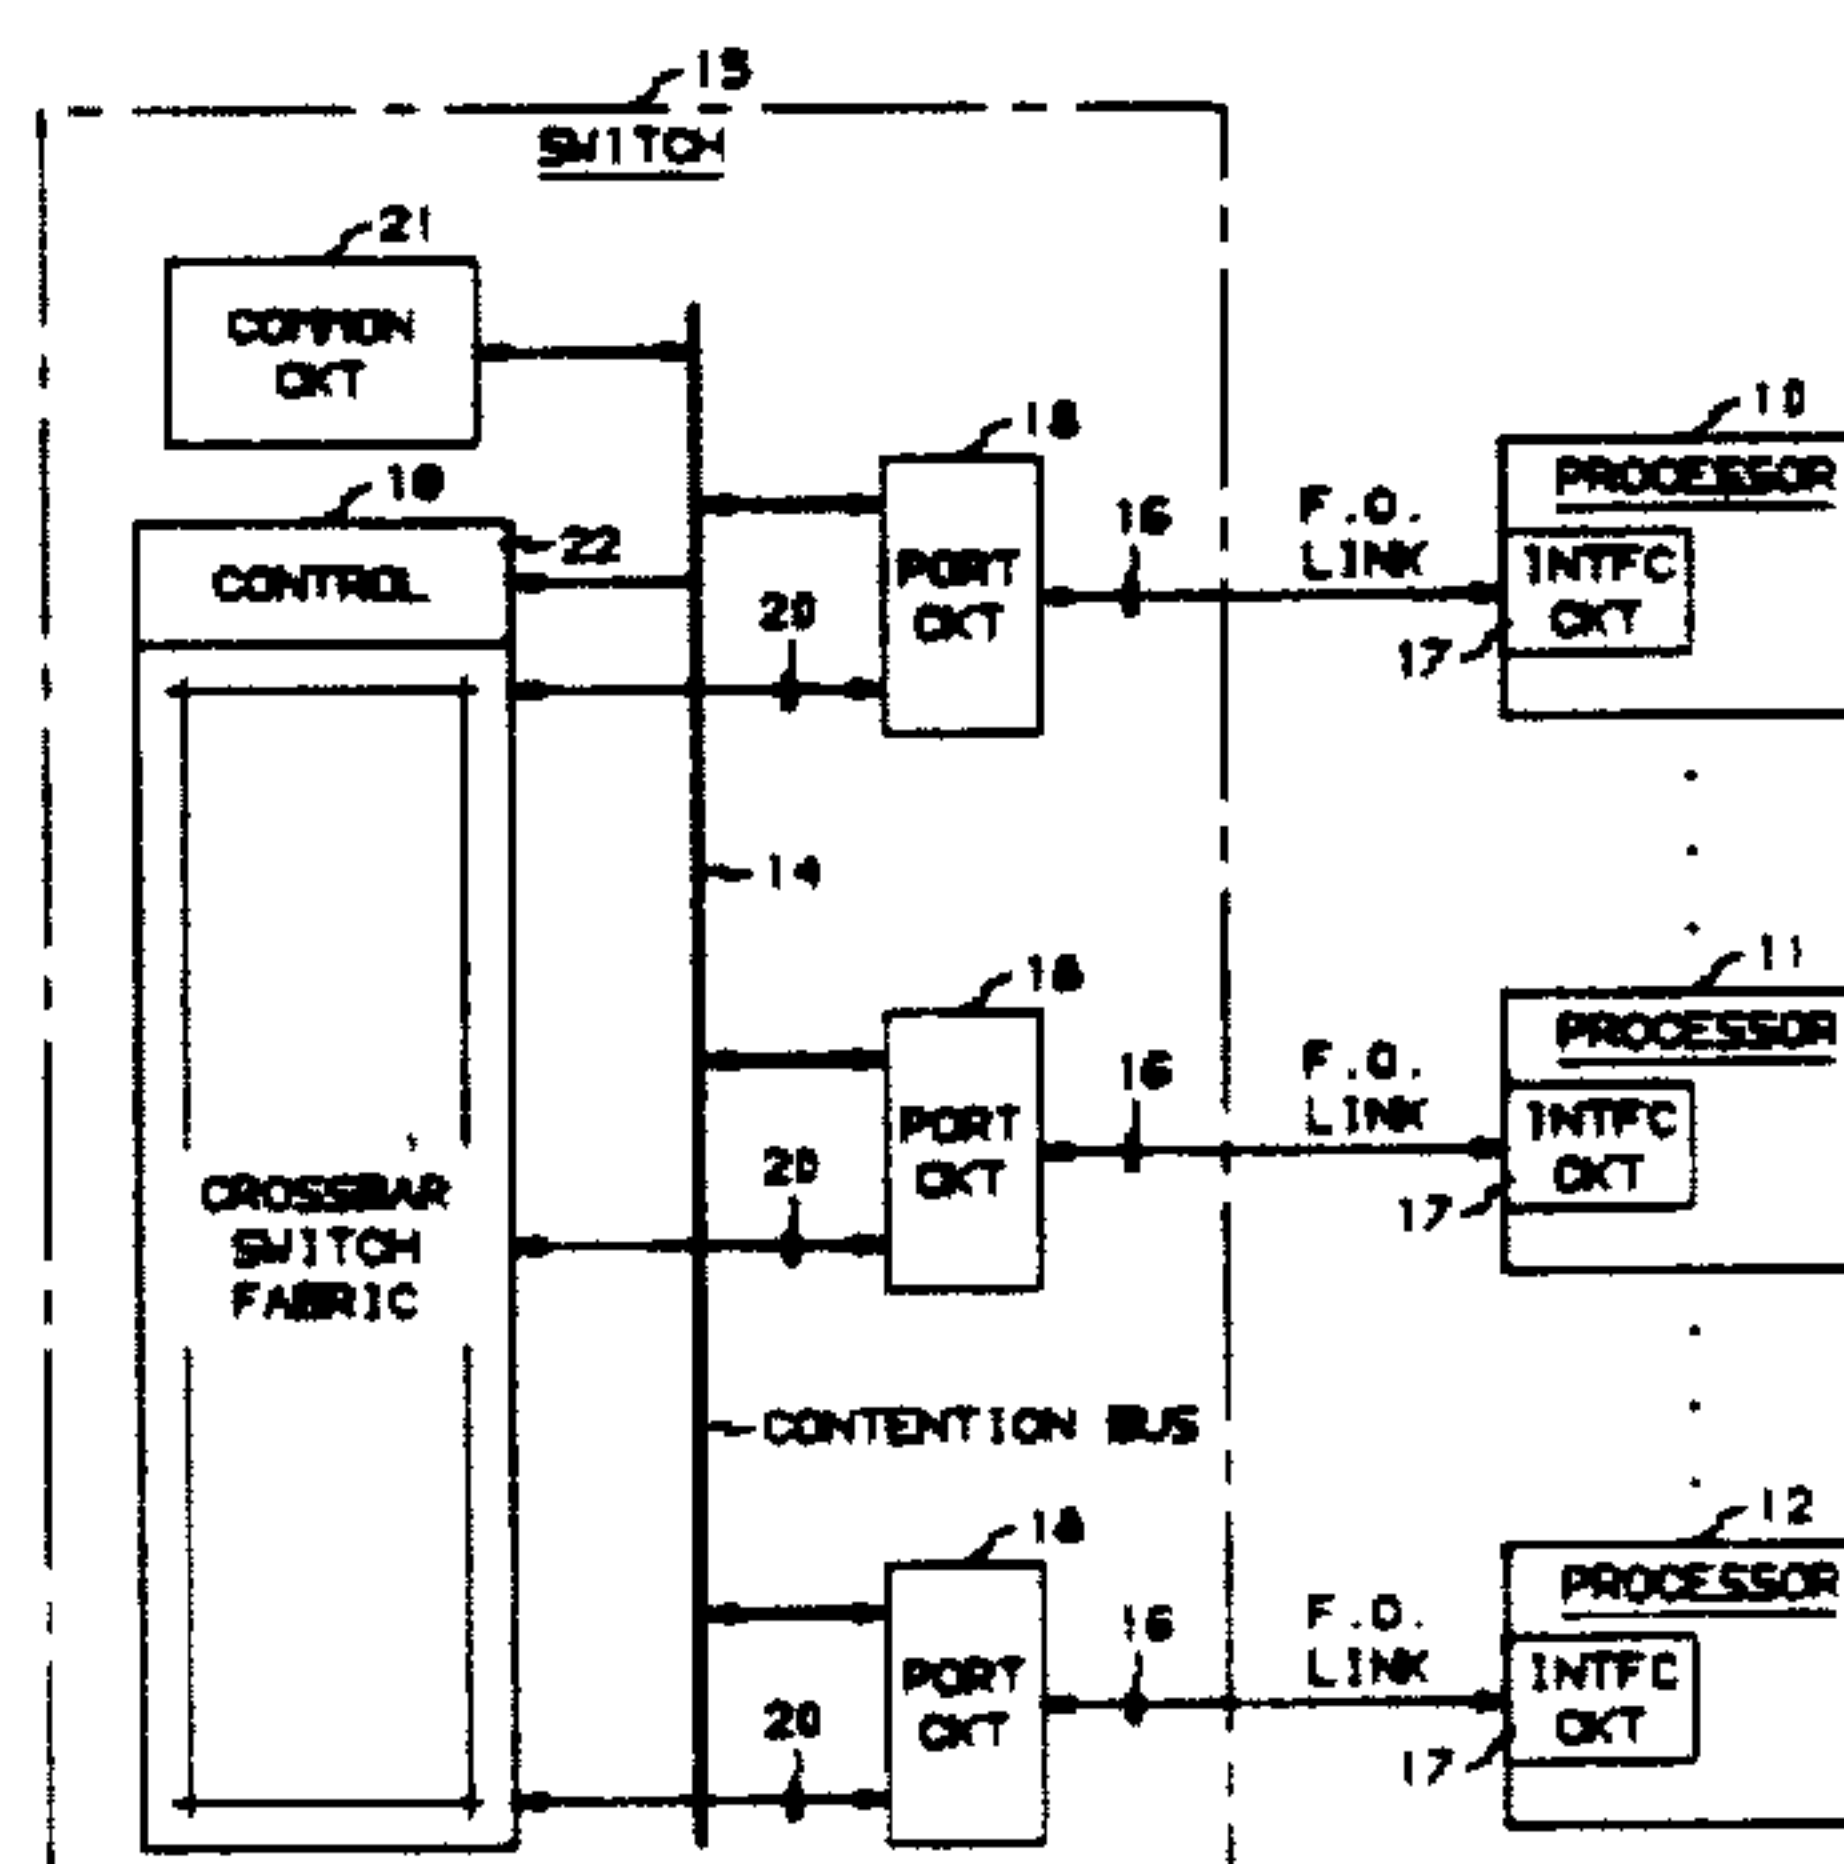 SWITCH
21
COMMON
CKT
18
10
PROCESSOR
22
CONTROL
16
F.O.
LINK
INTFC
CKT
PORT
CKT
20
17
14
18
11
PROCESSOR
16
F.O.
LINK
INTFC
CKT
PORT
CKT
20
17
CROSSBAR
SWITCH
FABRIC
CONTENTION BUS
18
12
PROCESSOR
16
F.O.
LINK
INTFC
CKT
PORT
CKT
20
17